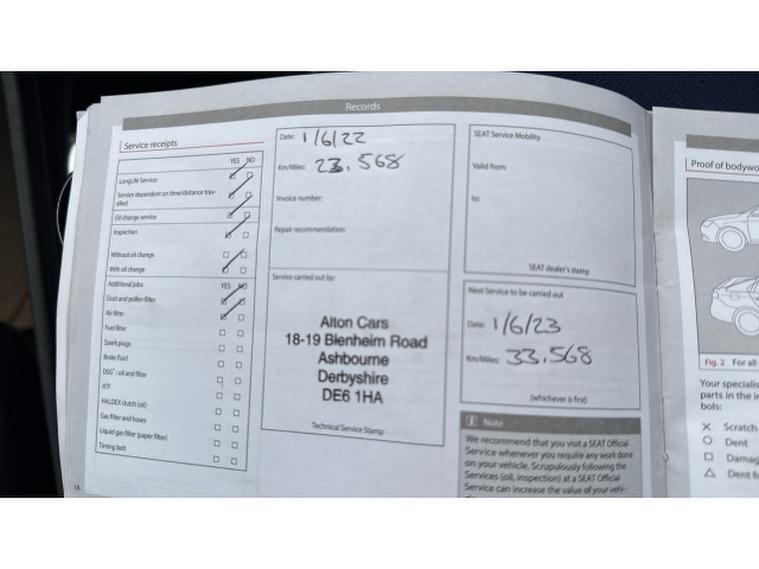 Records
Service receipts
YES NO
LongLife Service:
Service dependent on time/distance trav-
elled
Oil change service
Inspection
Without oil change
With oil change
Additional jobs: YES NO
Dust and pollen filter
Air filter
Fuel filter
Spark plugs
Brake fluid
DSG®: oil and filter
ATF
HALDEX clutch (oil)
Gas filter and hoses
Liquid gas filter (paper filter)
Timing belt
18
Date: 1/6/22
Km/Miles: 23.568
Invoice number:
Repair recommendation:
Service carried out by:
Alton Cars
18-19 Blenheim Road
Ashbourne
Derbyshire
DE6 1HA
Technical Service Stamp
SEAT Service Mobility
Valid from:
to:
SEAT dealer's stamp
Next Service to be carried out
Date: 1/6/23
Km/Miles: 33.568
(whichever is first)
i Note
We recommend that you visit a SEAT Official
Service whenever you require any work done
on your vehicle. Scrupulously following the
Services (oil, inspection) at a SEAT Official
Service can increase the value of your vehi-
Proof of bodywo
Fig. 2 For all
Your specialis
parts in the
bols:
Scratch
Dent
Damag
Dent